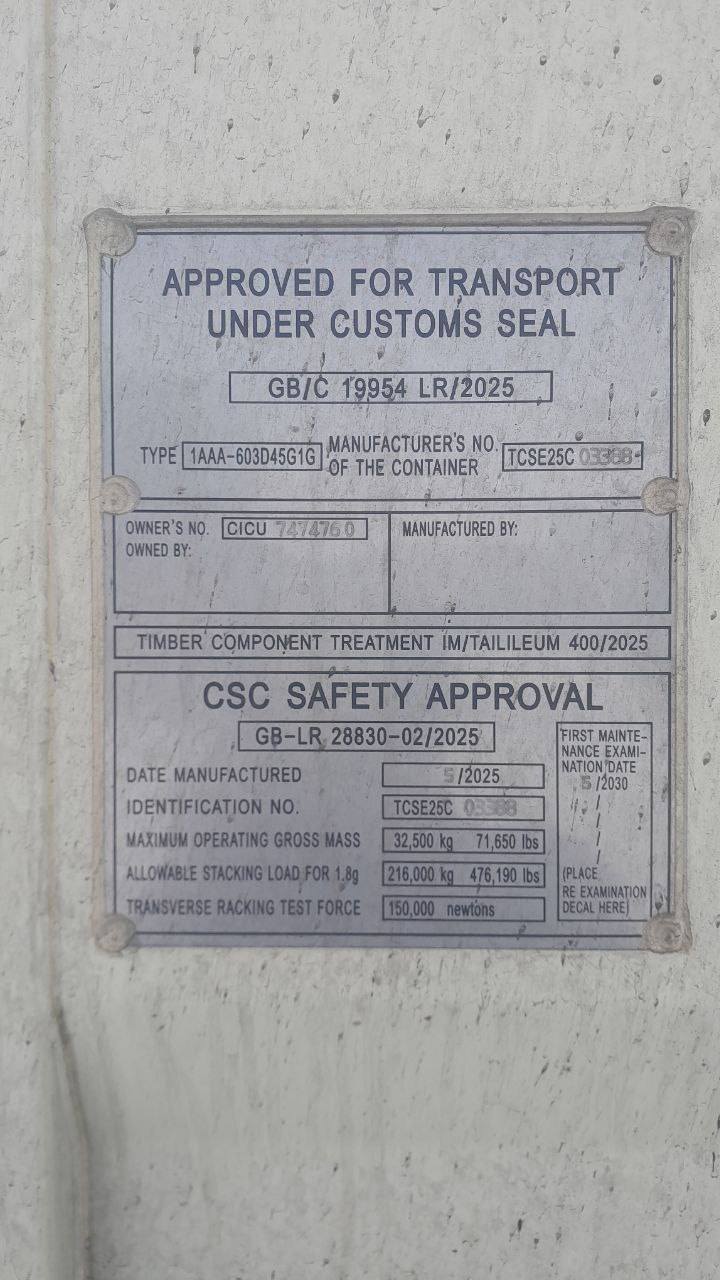 APPROVED FOR TRANSPORT
UNDER CUSTOMS SEAL
GB/C 19954 LR/2025
TYPE 1AAA-603D45G1G MANUFACTURER'S NO.
OF THE CONTAINER TCSE25C 03388
OWNER'S NO. CICU 7474760
OWNED BY:
MANUFACTURED BY:
TIMBER COMPONENT TREATMENT IM/TAILILEUM 400/2025
CSC SAFETY APPROVAL
GB-LR 28830-02/2025
DATE MANUFACTURED 5/2025
IDENTIFICATION NO. TCSE25C 03388
MAXIMUM OPERATING GROSS MASS 32,500 kg 71,650 lbs
ALLOWABLE STACKING LOAD FOR 1.8g 216,000 kg 476,190 lbs
TRANSVERSE RACKING TEST FORCE 150,000 newtons
FIRST MAINTE-
NANCE EXAMI-
NATION DATE
5/2030
/
/
/
/
(PLACE
RE EXAMINATION
DECAL HERE)